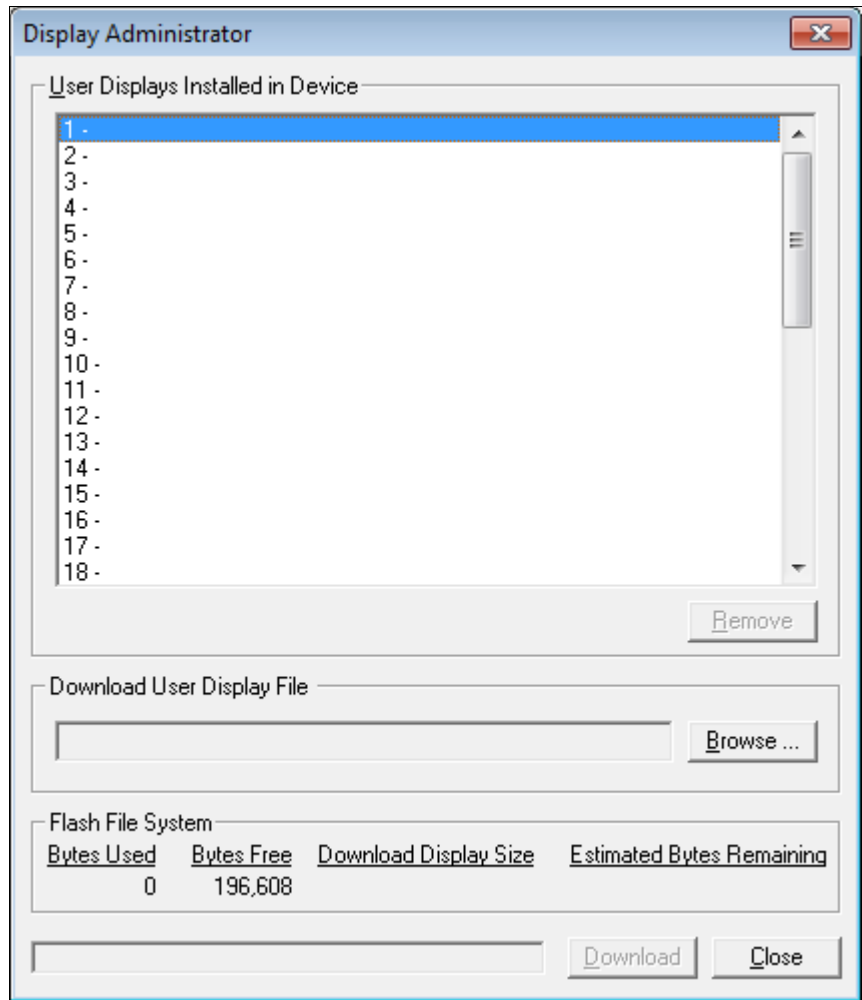 Display Administrator
User Displays Installed in Device
1 -
2 -
3 -
4 -
5 -
6 -
7 -
8 -
9 -
10 -
11 -
12 -
13 -
14 -
15 -
16 -
17 -
18 -
Remove
Download User Display File
Browse ...
Flash File System
Bytes Used Bytes Free Download Display Size Estimated Bytes Remaining
0 196,608
Download Close